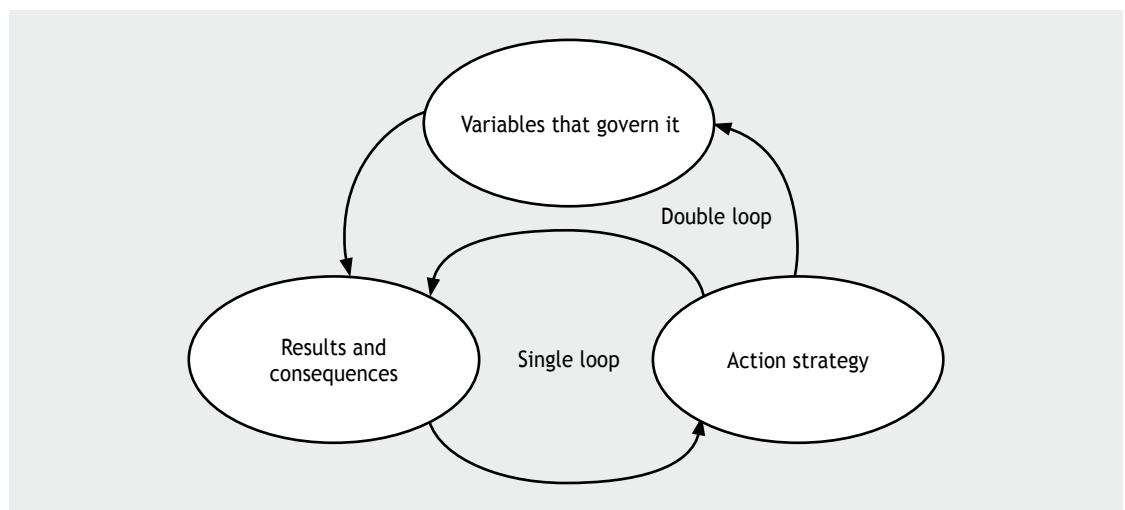 Variables that govern it
Double loop
Results and
consequences
Single loop
Action strategy